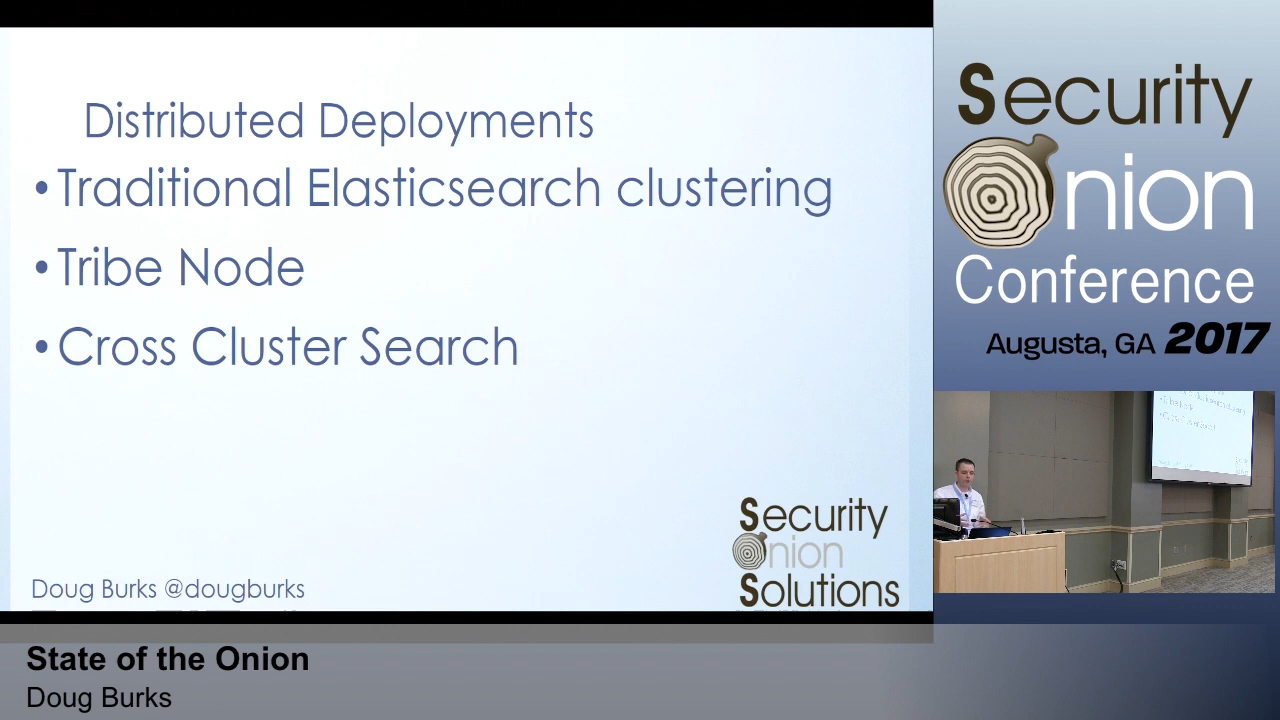 Distributed Deployments
• Traditional Elasticsearch clustering
• Tribe Node
• Cross Cluster Search
Doug Burks @dougburks
Security
Onion
Solutions
Security
Onion
Conference
Augusta, GA 2017
State of the Onion
Doug Burks